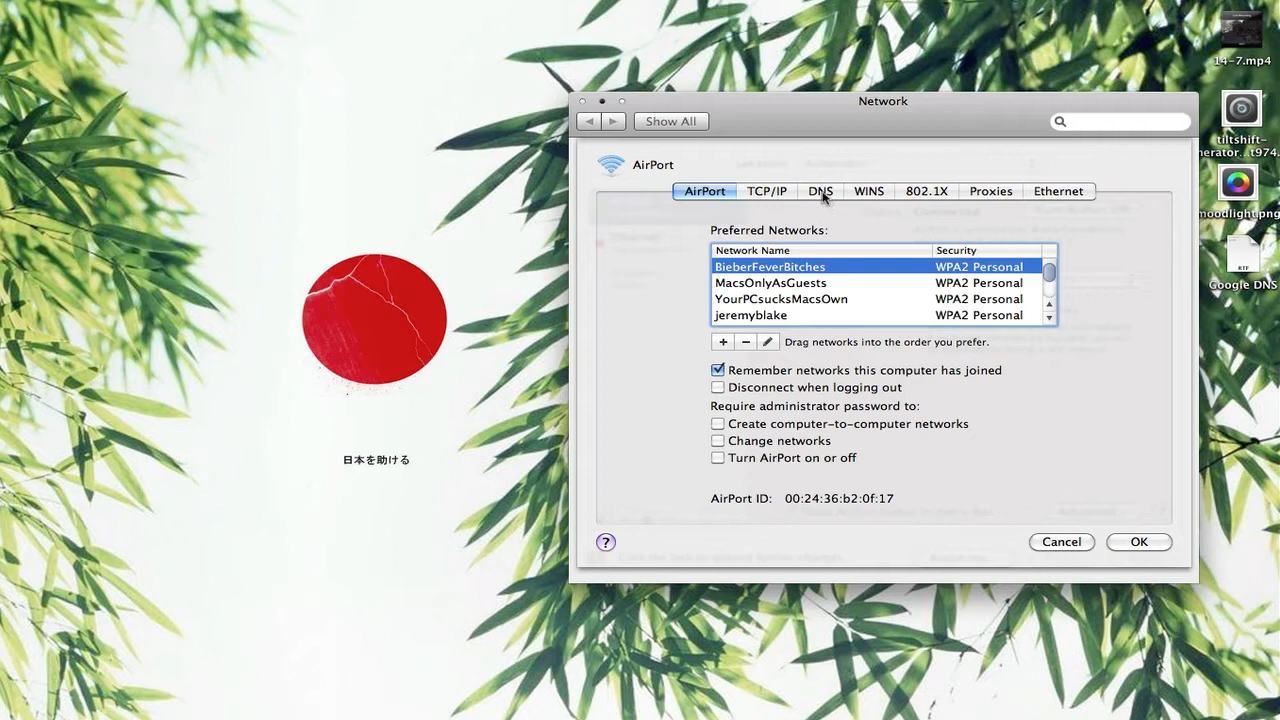 14-7.mp4
tiltshift-
nerator...t974.
moodlightpng
RTF
Google DNS
日本を助ける
Network
Show All
AirPort
AirPort TCP/IP DNS WINS 802.1X Proxies Ethernet
Preferred Networks:
Network Name Security
BieberFeverBitches WPA2 Personal
MacsOnlyAsGuests WPA2 Personal
YourPCsucksMacsOwn WPA2 Personal
jeremyblake WPA2 Personal
+ − Drag networks into the order you prefer.
Remember networks this computer has joined
Disconnect when logging out
Require administrator password to:
Create computer-to-computer networks
Change networks
Turn AirPort on or off
AirPort ID: 00:24:36:b2:0f:17
? Cancel OK